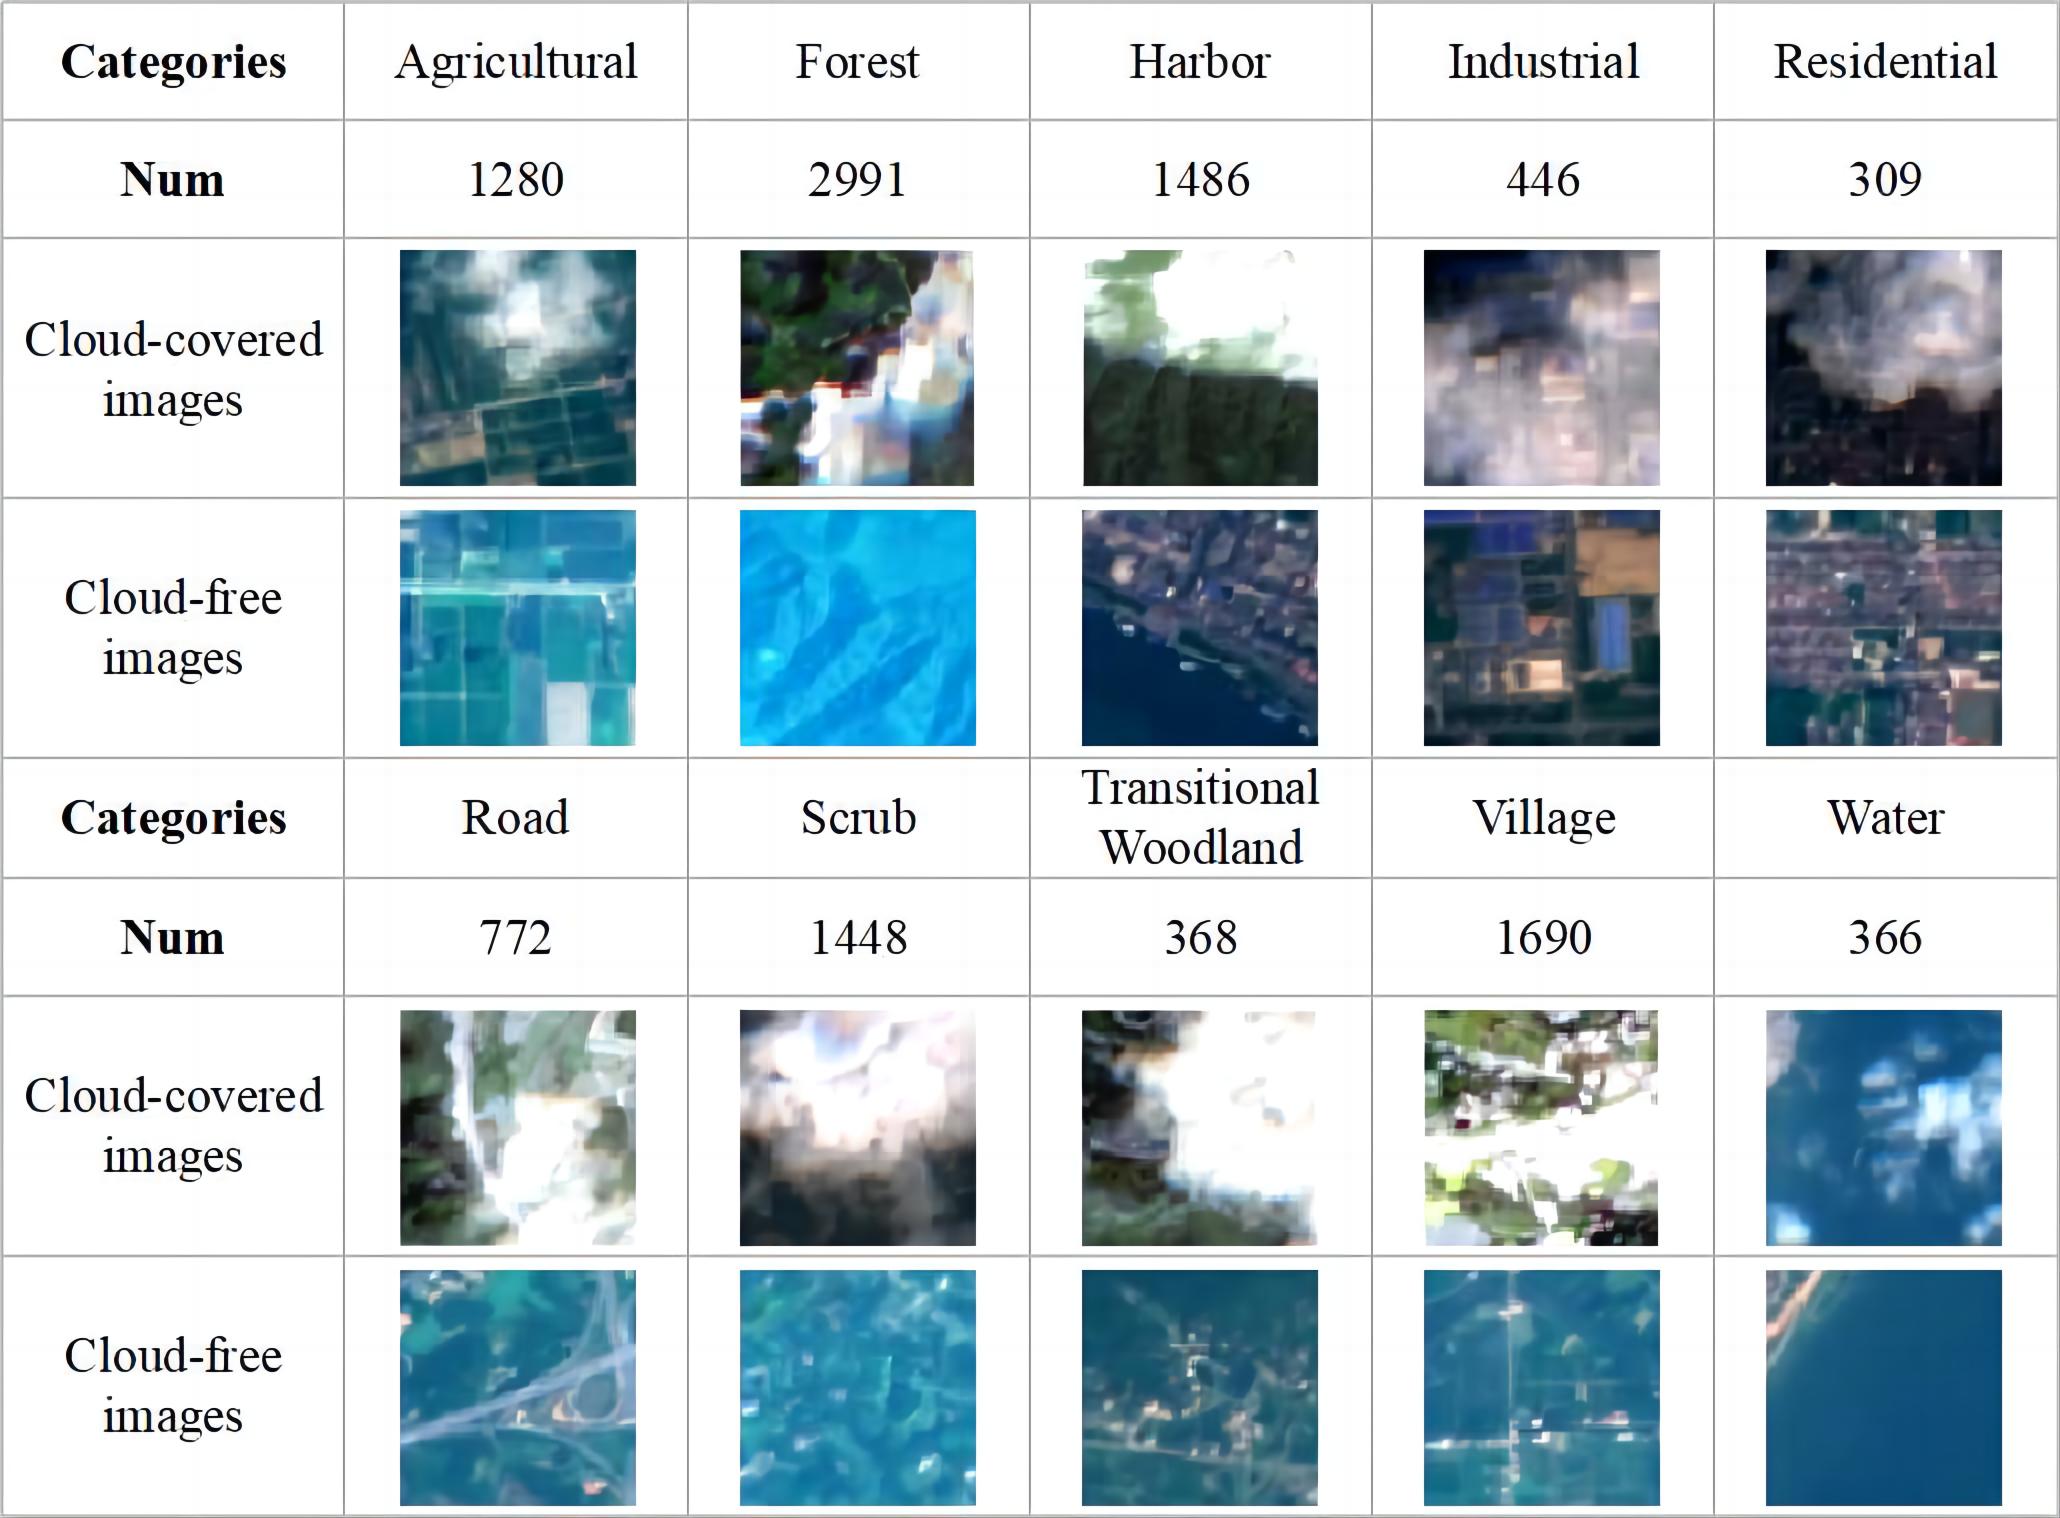 Categories Agricultural Forest Harbor Industrial Residential
Num 1280 2991 1486 446 309
Cloud-covered
images
Cloud-free
images
Categories Road Scrub Transitional
Woodland Village Water
Num 772 1448 368 1690 366
Cloud-covered
images
Cloud-free
images